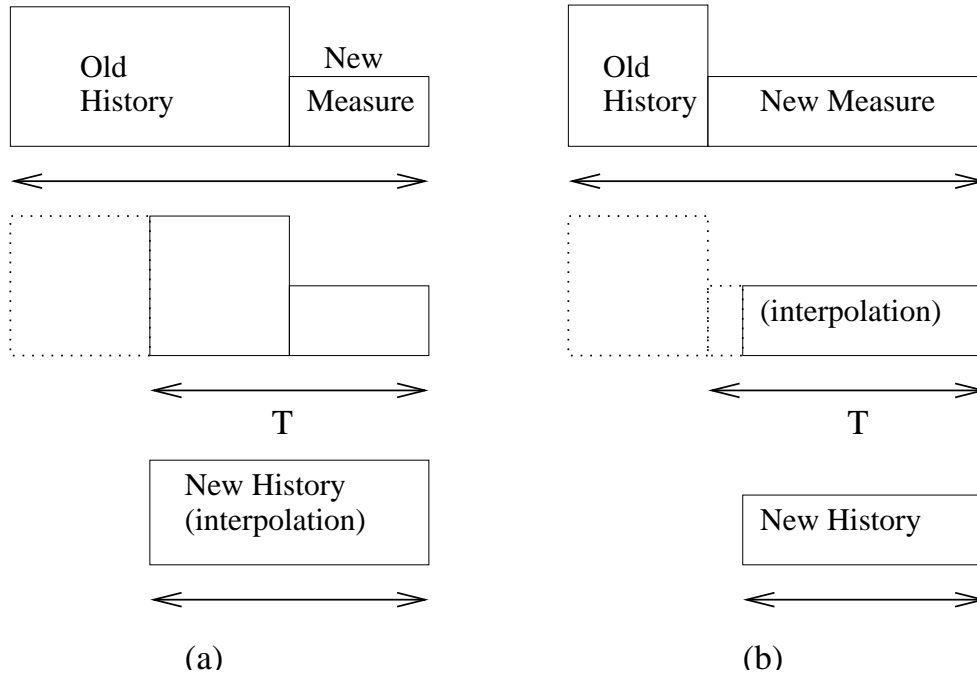 Old
History
New
Measure
Old
History
New Measure
(interpolation)
T
T
New History
(interpolation)
New History
(a)
(b)